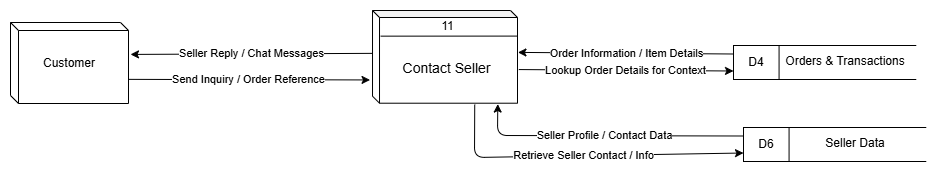 11
Customer
Seller Reply / Chat Messages
Send Inquiry / Order Reference
Contact Seller
Order Information / Item Details
Lookup Order Details for Context
D4
Orders & Transactions
Seller Profile / Contact Data
Retrieve Seller Contact / Info
D6
Seller Data